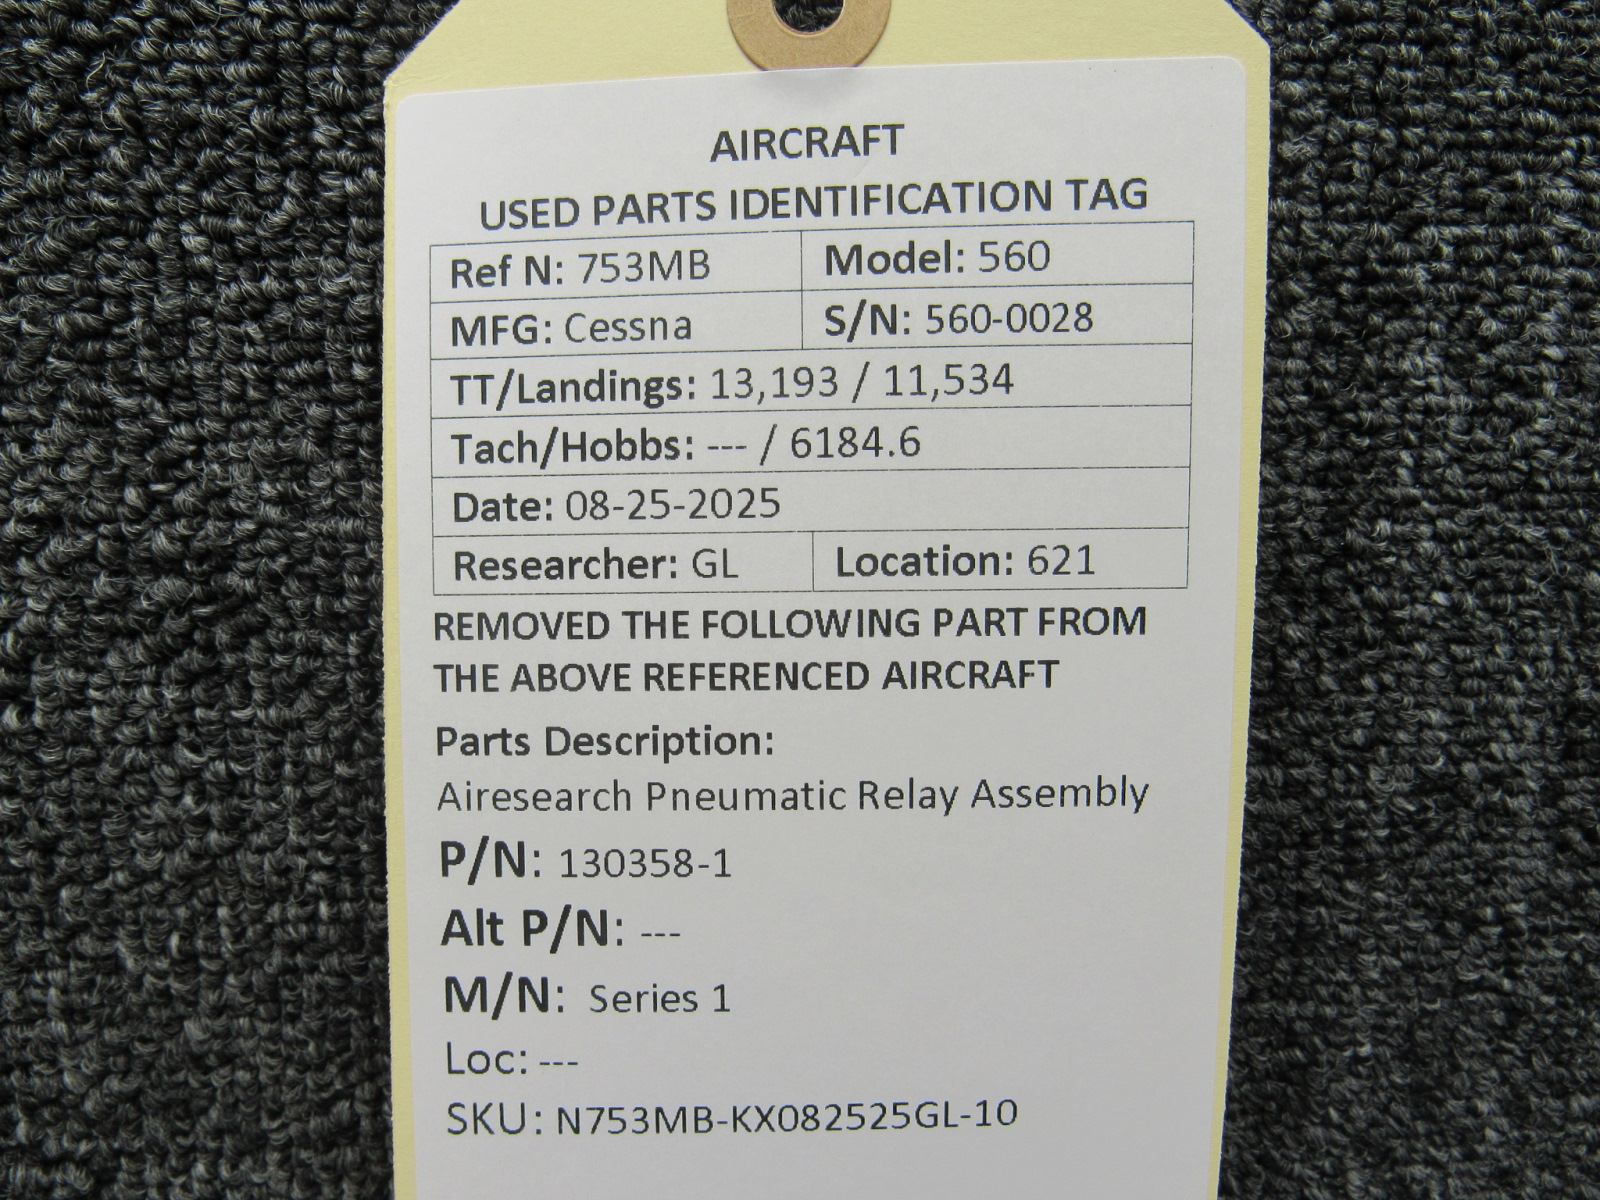 AIRCRAFT
USED PARTS IDENTIFICATION TAG
Ref N: 753MB Model: 560
MFG: Cessna S/N: 560-0028
TT/Landings: 13,193 / 11,534
Tach/Hobbs: --- / 6184.6
Date: 08-25-2025
Researcher: GL Location: 621
REMOVED THE FOLLOWING PART FROM
THE ABOVE REFERENCED AIRCRAFT
Parts Description:
Airesearch Pneumatic Relay Assembly
P/N: 130358-1
Alt P/N: ---
M/N: Series 1
Loc: ---
SKU: N753MB-KX082525GL-10